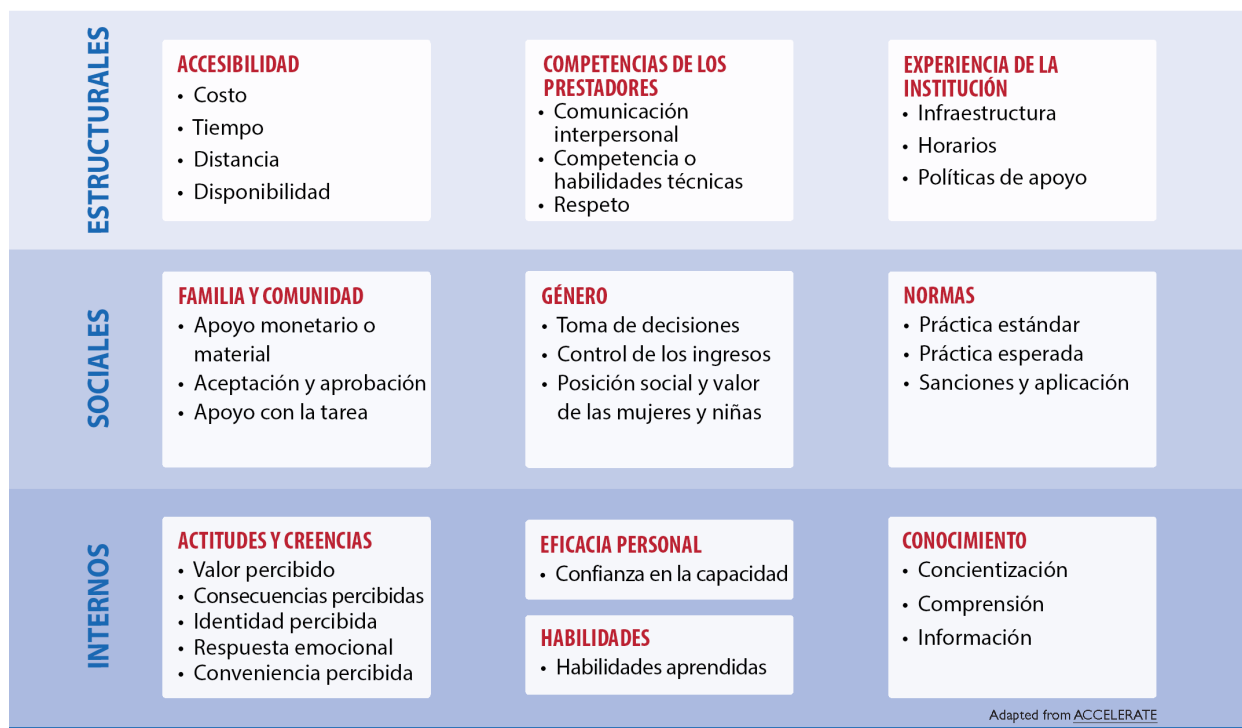 ESTRUCTURALES
ACCESIBILIDAD
• Costo
• Tiempo
• Distancia
• Disponibilidad
COMPETENCIAS DE LOS
PRESTADORES
• Comunicación
interpersonal
• Competencia o
habilidades técnicas
• Respeto
EXPERIENCIA DE LA
INSTITUCIÓN
• Infraestructura
• Horarios
• Políticas de apoyo
SOCIALES
FAMILIA Y COMUNIDAD
• Apoyo monetario o
material
• Aceptación y aprobación
• Apoyo con la tarea
GÉNERO
• Toma de decisiones
• Control de los ingresos
• Posición social y valor
de las mujeres y niñas
NORMAS
• Práctica estándar
• Práctica esperada
• Sanciones y aplicación
INTERNOS
ACTITUDES Y CREENCIAS
• Valor percibido
• Consecuencias percibidas
• Identidad percibida
• Respuesta emocional
• Conveniencia percibida
EFICACIA PERSONAL
• Confianza en la capacidad
HABILIDADES
• Habilidades aprendidas
CONOCIMIENTO
• Concientización
• Comprensión
• Información
Adapted from ACCELERATE